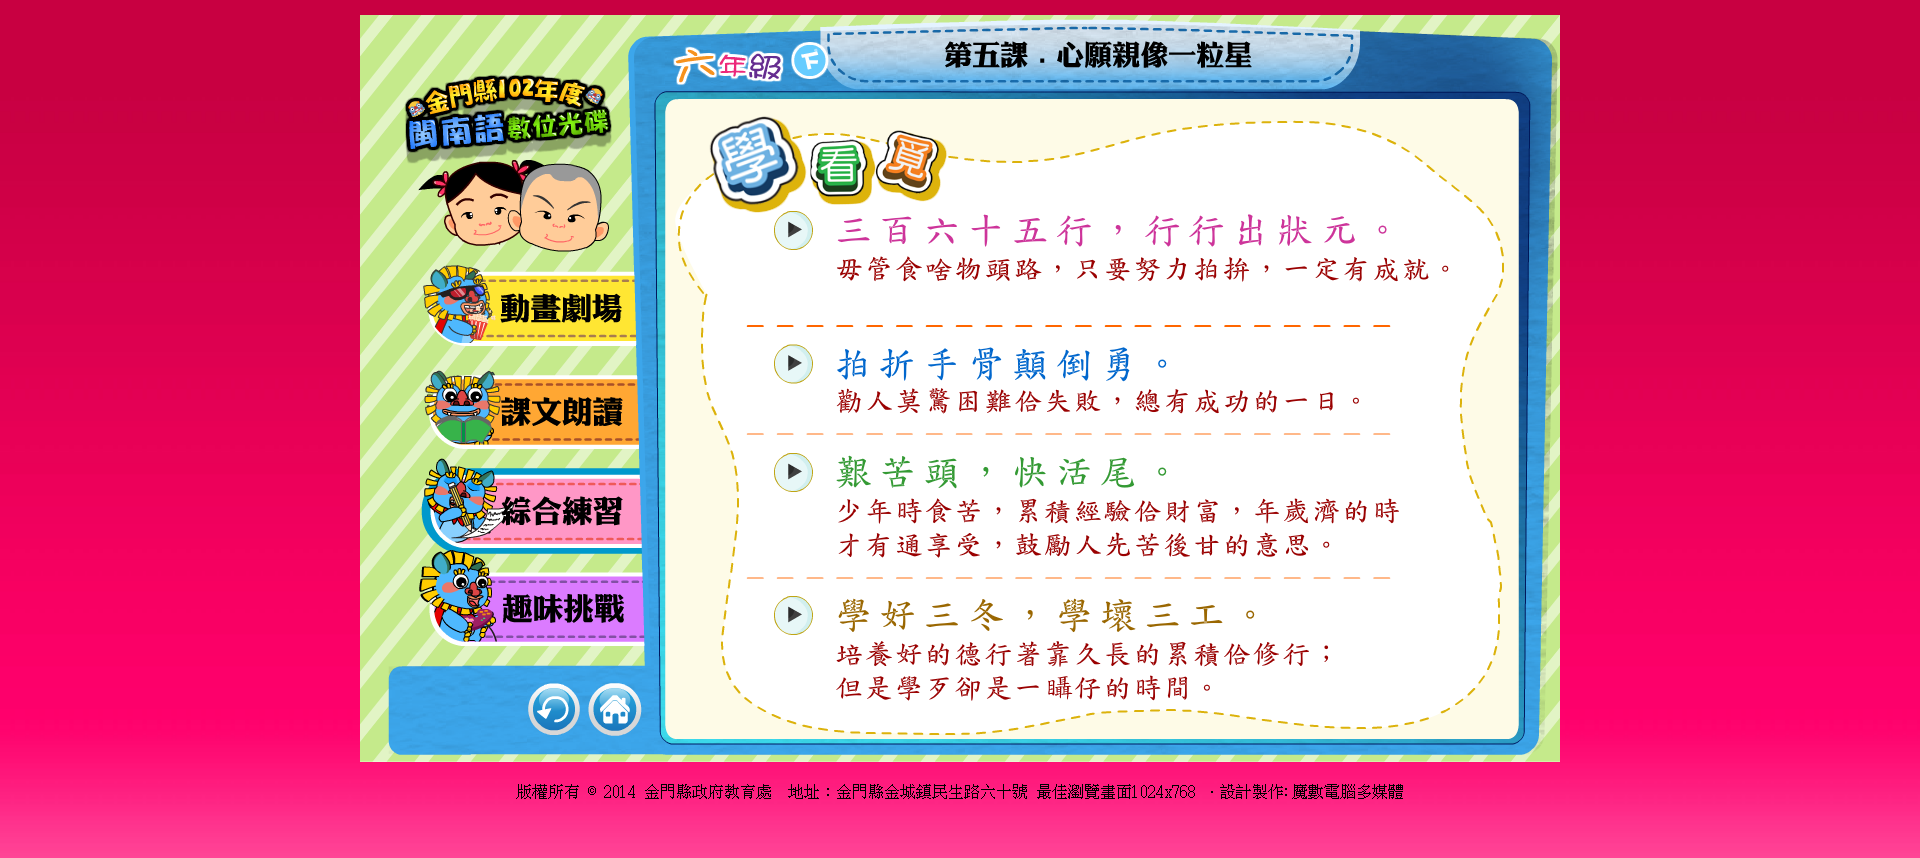 六年級 下
第五課．心願親像一粒星
金門縣102年度
閩南語數位光碟
動畫劇場
課文朗讀
綜合練習
趣味挑戰
學看覓
三百六十五行，行行出狀元。
毋管食啥物頭路，只要努力拍拚，一定有成就。
拍折手骨顛倒勇。
勸人莫驚困難佮失敗，總有成功的一日。
艱苦頭，快活尾。
少年時食苦，累積經驗佮財富，年歲濟的時
才有通享受，鼓勵人先苦後甘的意思。
學好三冬，學壞三工。
培養好的德行著靠久長的累積佮修行；
但是學歹卻是一睏仔的時間。
版權所有 © 2014 金門縣政府教育處 地址：金門縣金城鎮民生路六十號 最佳瀏覽畫面1024x768 ．設計製作:魔數電腦多媒體